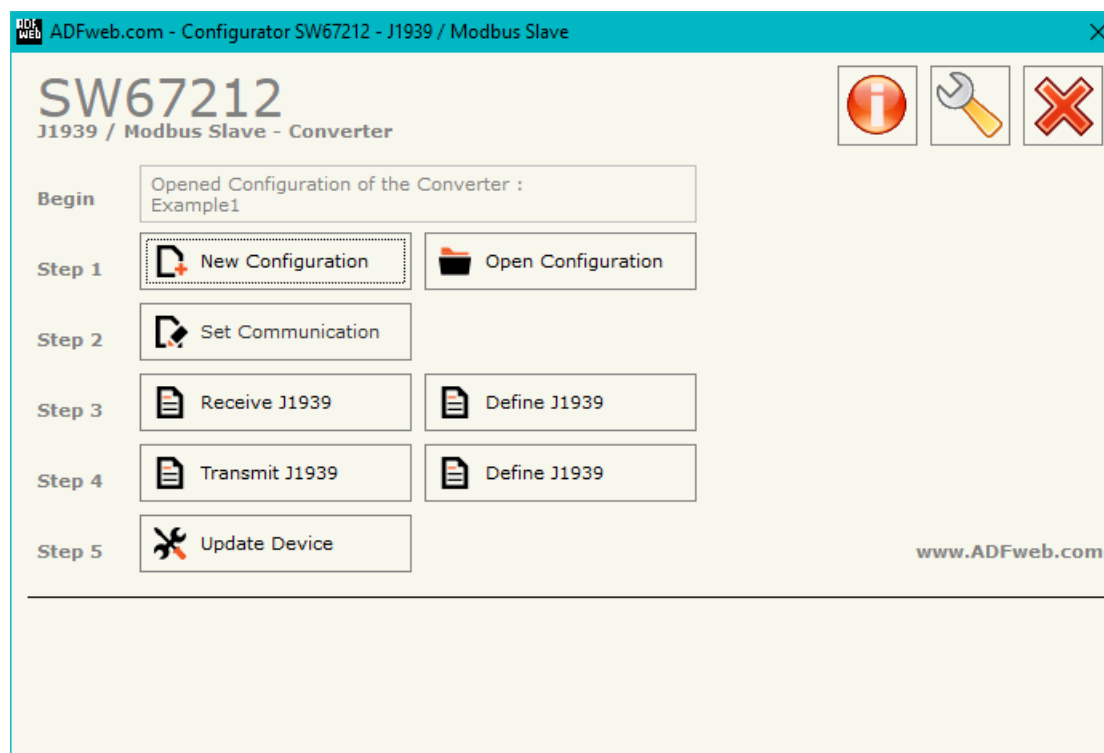 ADF
WEB
ADFweb.com - Configurator SW67212 - J1939 / Modbus Slave
SW67212
J1939 / Modbus Slave - Converter
Begin
Opened Configuration of the Converter :
Example1
Step 1
New Configuration
Open Configuration
Step 2
Set Communication
Step 3
Receive J1939
Define J1939
Step 4
Transmit J1939
Define J1939
Step 5
Update Device
www.ADFweb.com